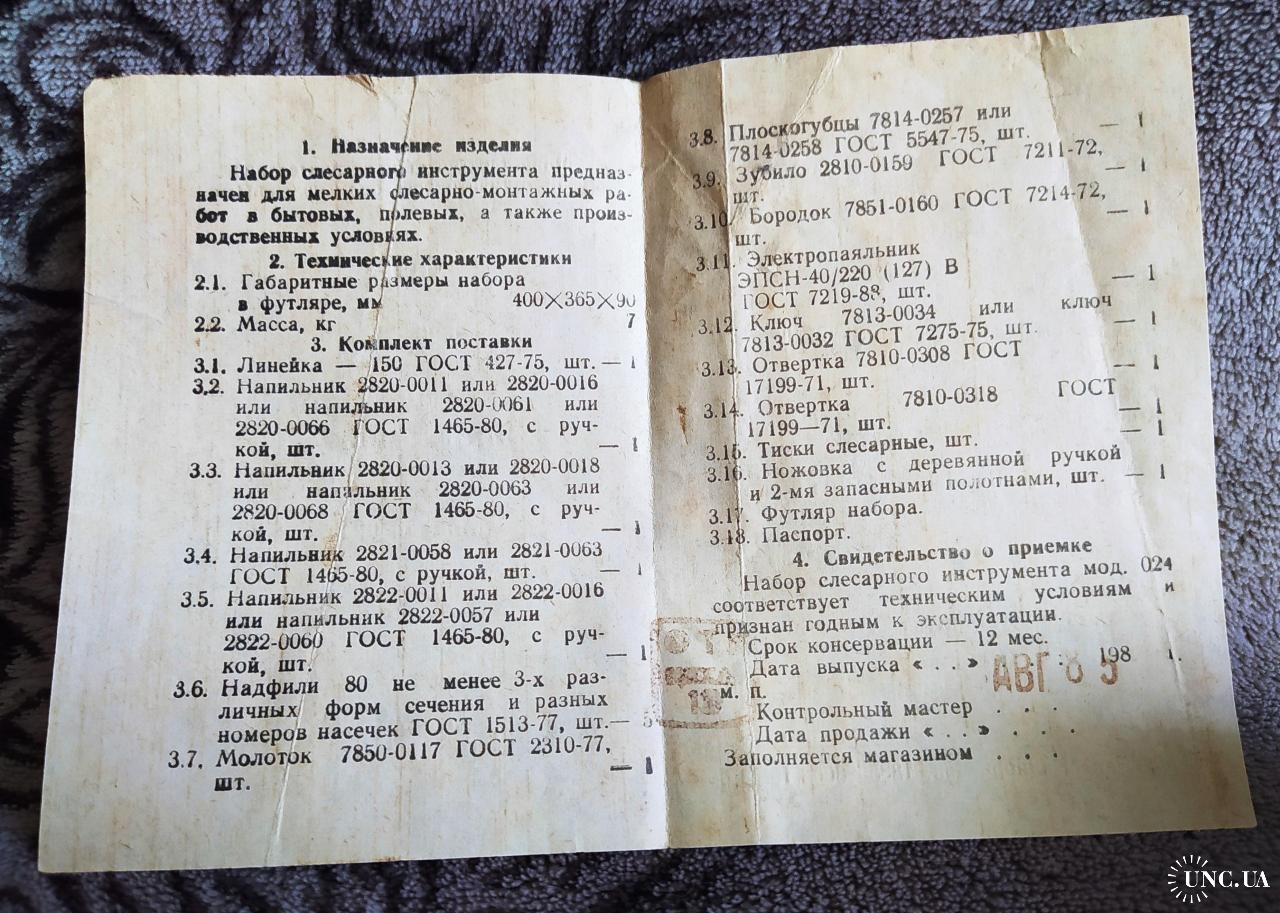 1. Назначение изделия
Набор слесарного инструмента предназ-
начен для мелких слесарно-монтажных ра-
бот в бытовых, полевых, а также произ-
водственных условиях.
2. Технические характеристики
2.1. Габаритные размеры набора
в футляре, мм 400×365×90
2.2. Масса, кг 7
3. Комплект поставки
3.1. Линейка — 150 ГОСТ 427-75, шт. — 1
3.2. Напильник 2820-0011 или 2820-0016
или напильник 2820-0061 или
2820-0066 ГОСТ 1465-80, с руч-
кой, шт. — 1
3.3. Напильник 2820-0013 или 2820-0018
или напильник 2820-0063 или
2820-0068 ГОСТ 1465-80, с руч-
кой, шт. — 1
3.4. Напильник 2821-0058 или 2821-0063
ГОСТ 1465-80, с ручкой, шт. — 1
3.5. Напильник 2822-0011 или 2822-0016
или напильник 2822-0057 или
2822-0060 ГОСТ 1465-80, с руч-
кой, шт. — 1
3.6. Надфили 80 не менее 3-х раз-
личных форм сечения и разных
номеров насечек ГОСТ 1513-77, шт.— 5
3.7. Молоток 7850-0117 ГОСТ 2310-77,
шт. — 1
3.8. Плоскогубцы 7814-0257 или
7814-0258 ГОСТ 5547-75, шт. — 1
3.9. Зубило 2810-0159 ГОСТ 7211-72,
шт. — 1
3.10. Бородок 7851-0160 ГОСТ 7214-72,
шт. — 1
3.11. Электропаяльник
ЭПСН-40/220 (127) В
ГОСТ 7219-88, шт. — 1
3.12. Ключ 7813-0034 или ключ
7813-0032 ГОСТ 7275-75, шт. — 1
3.13. Отвертка 7810-0308 ГОСТ
17199-71, шт. — 1
3.14. Отвертка 7810-0318 ГОСТ
17199—71, шт. — 1
3.15. Тиски слесарные, шт. — 1
3.16. Ножовка с деревянной ручкой
и 2-мя запасными полотнами, шт. — 1
3.17. Футляр набора.
3.18. Паспорт.
4. Свидетельство о приемке
Набор слесарного инструмента мод. 024
соответствует техническим условиям и
признан годным к эксплуатации.
Срок консервации — 12 мес.
Дата выпуска « . . » АВГ 198 г.
м. п.
Контрольный мастер . . .
Дата продажи « . . » . . . .
Заполняется магазином . . .
UNC.UA